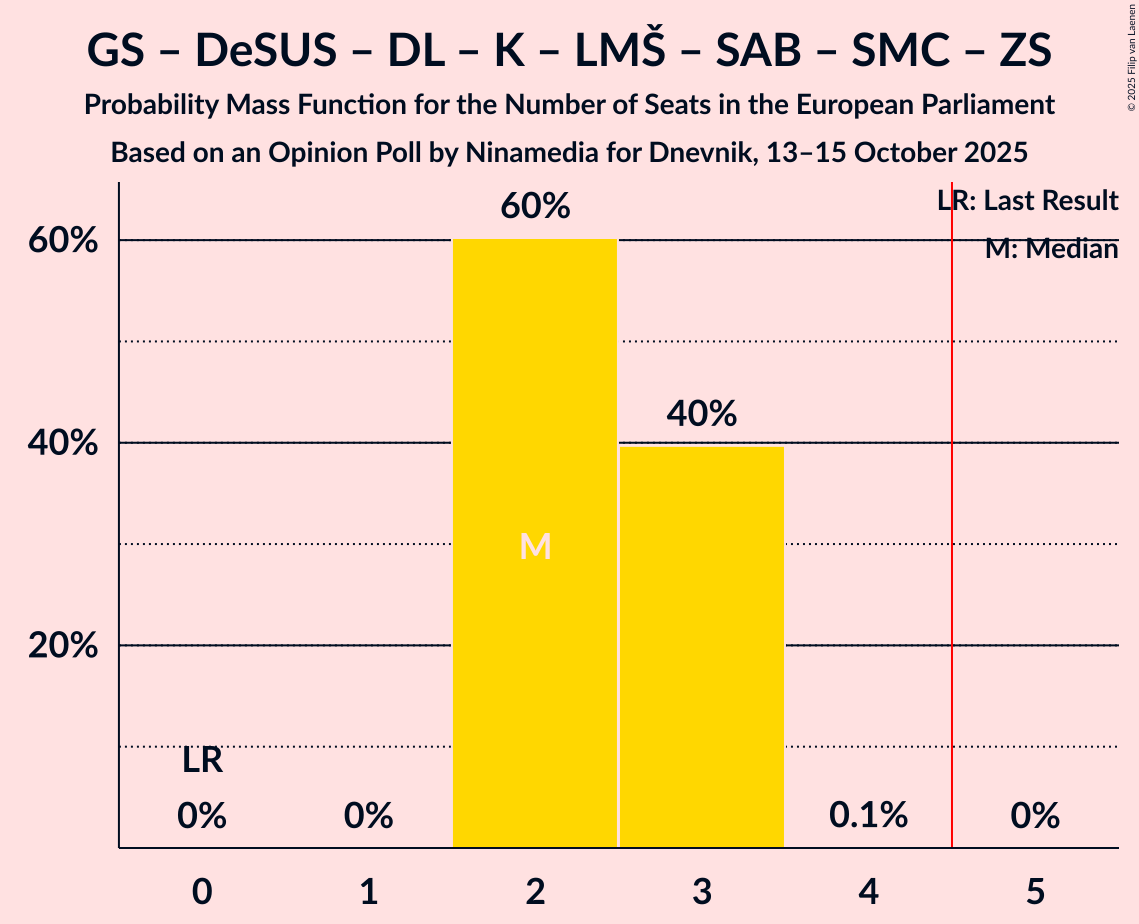 GS – DeSUS – DL – K – LMŠ – SAB – SMC – ZS
Probability Mass Function for the Number of Seats in the European Parliament
Based on an Opinion Poll by Ninamedia for Dnevnik, 13–15 October 2025
© 2025 Filip van Laenen
LR: Last Result
M: Median
60%
60%
40%
40%
M
20%
LR
0%
0%
0.1%
0%
0
1
2
3
4
5